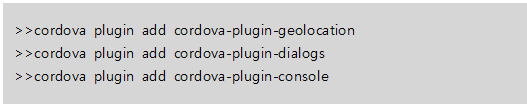 >>cordova plugin add cordova-plugin-geolocation
>>cordova plugin add cordova-plugin-dialogs
>>cordova plugin add cordova-plugin-console